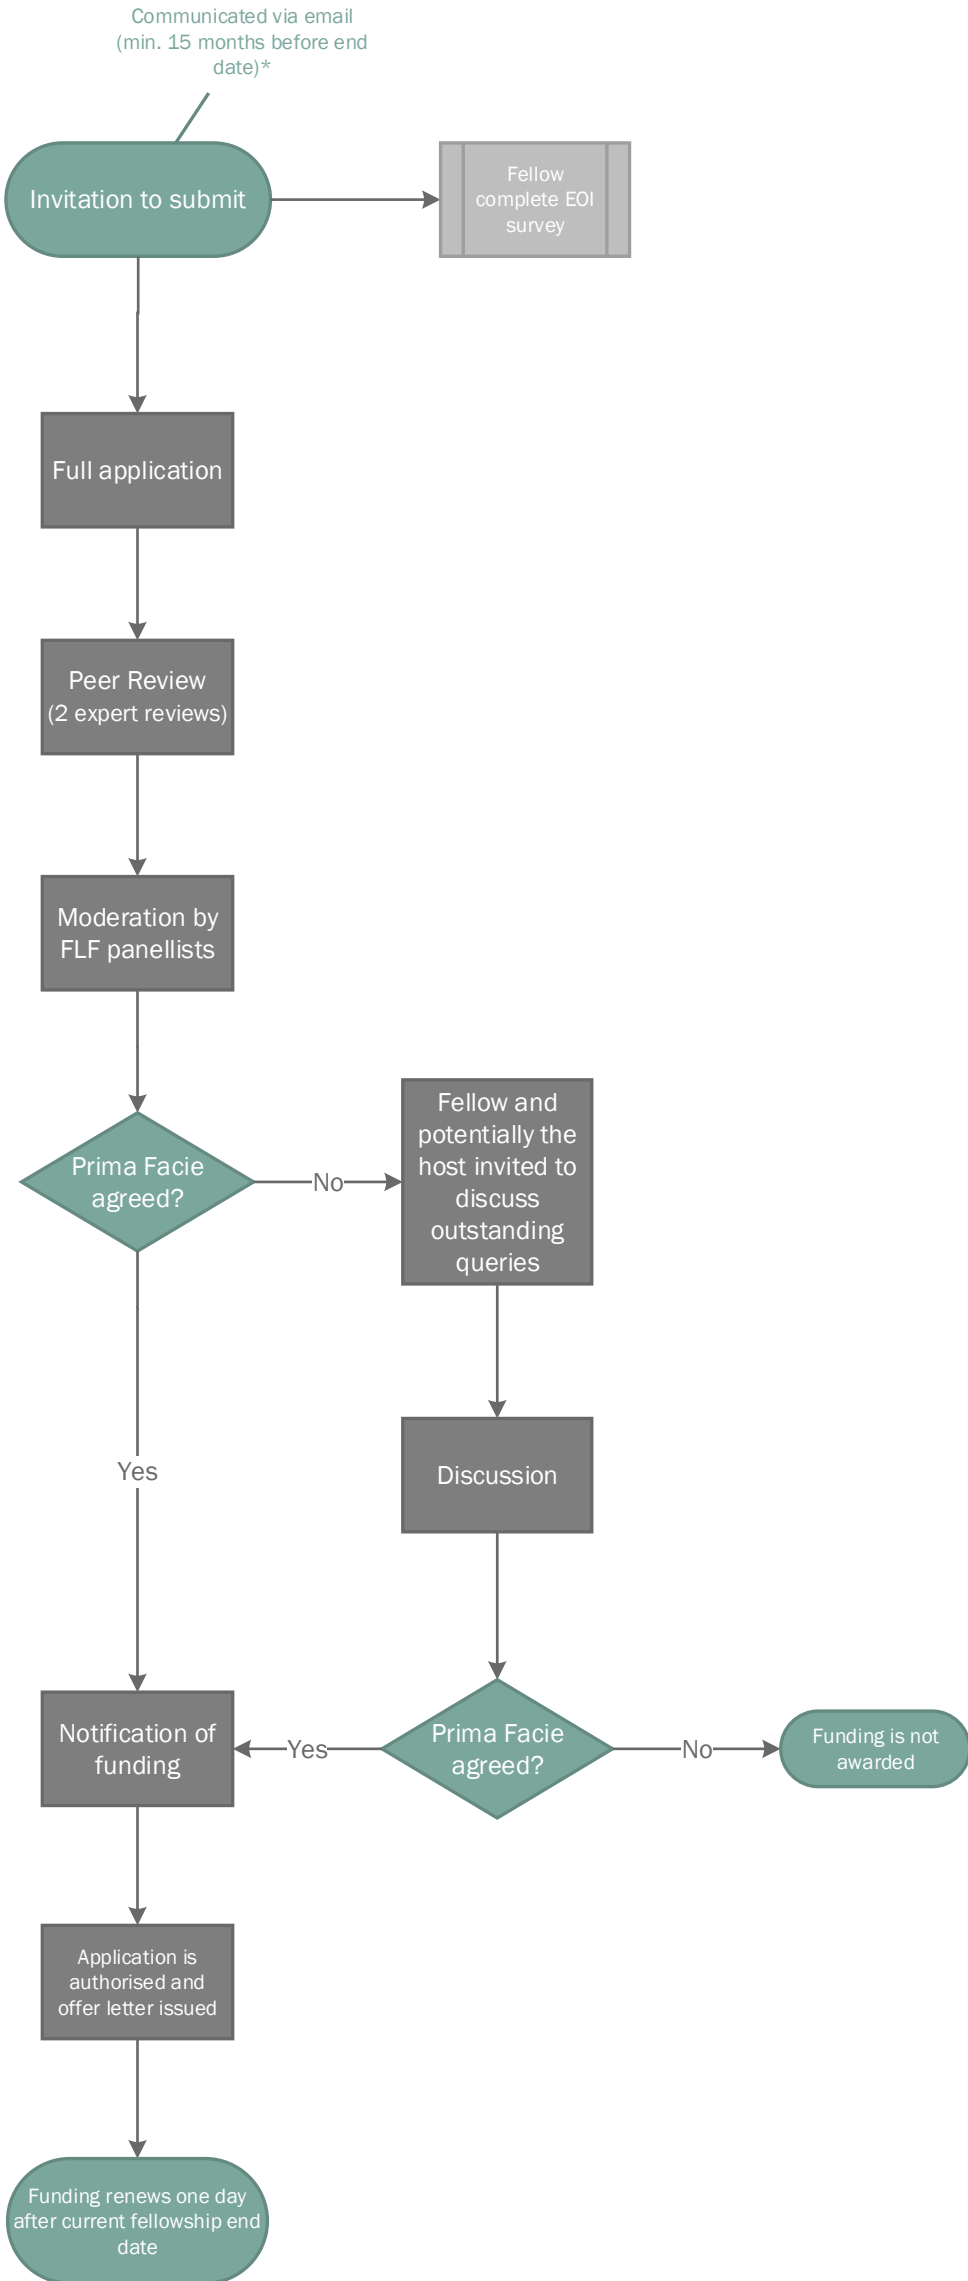 Communicated via email
(min. 15 months before end
date)*
Invitation to submit
Fellow
complete EOI
survey
Full application
Peer Review
(2 expert reviews)
Moderation by
FLF panellists
Prima Facie
agreed?
No
Fellow and
potentially the
host invited to
discuss
outstanding
queries
Yes
Discussion
Notification of
funding
Yes
Prima Facie
agreed?
No
Funding is not
awarded
Application is
authorised and
offer letter issued
Funding renews one day
after current fellowship end
date